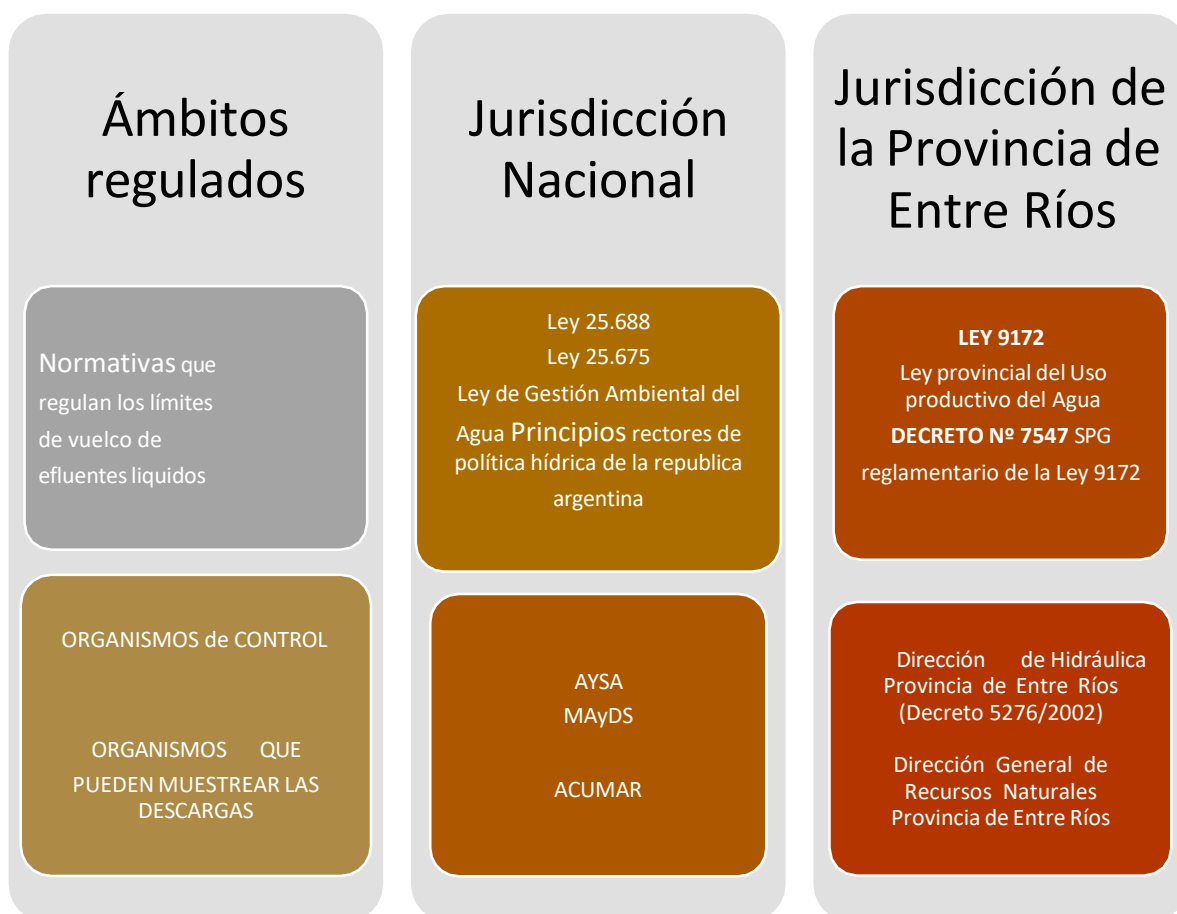 Ámbitos
regulados
Normativas que
regulan los límites
de vuelco de
efluentes liquidos
ORGANISMOS de CONTROL
ORGANISMOS QUE
PUEDEN MUESTREAR LAS
DESCARGAS
Jurisdicción
Nacional
Ley 25.688
Ley 25.675
Ley de Gestión Ambiental del
Agua Principios rectores de
política hídrica de la republica
argentina
AYSA
MAyDS
ACUMAR
Jurisdicción de
la Provincia de
Entre Ríos
LEY 9172
Ley provincial del Uso
productivo del Agua
DECRETO Nº 7547 SPG
reglamentario de la Ley 9172
Dirección de Hidráulica
Provincia de Entre Ríos
(Decreto 5276/2002)
Dirección General de
Recursos Naturales
Provincia de Entre Ríos